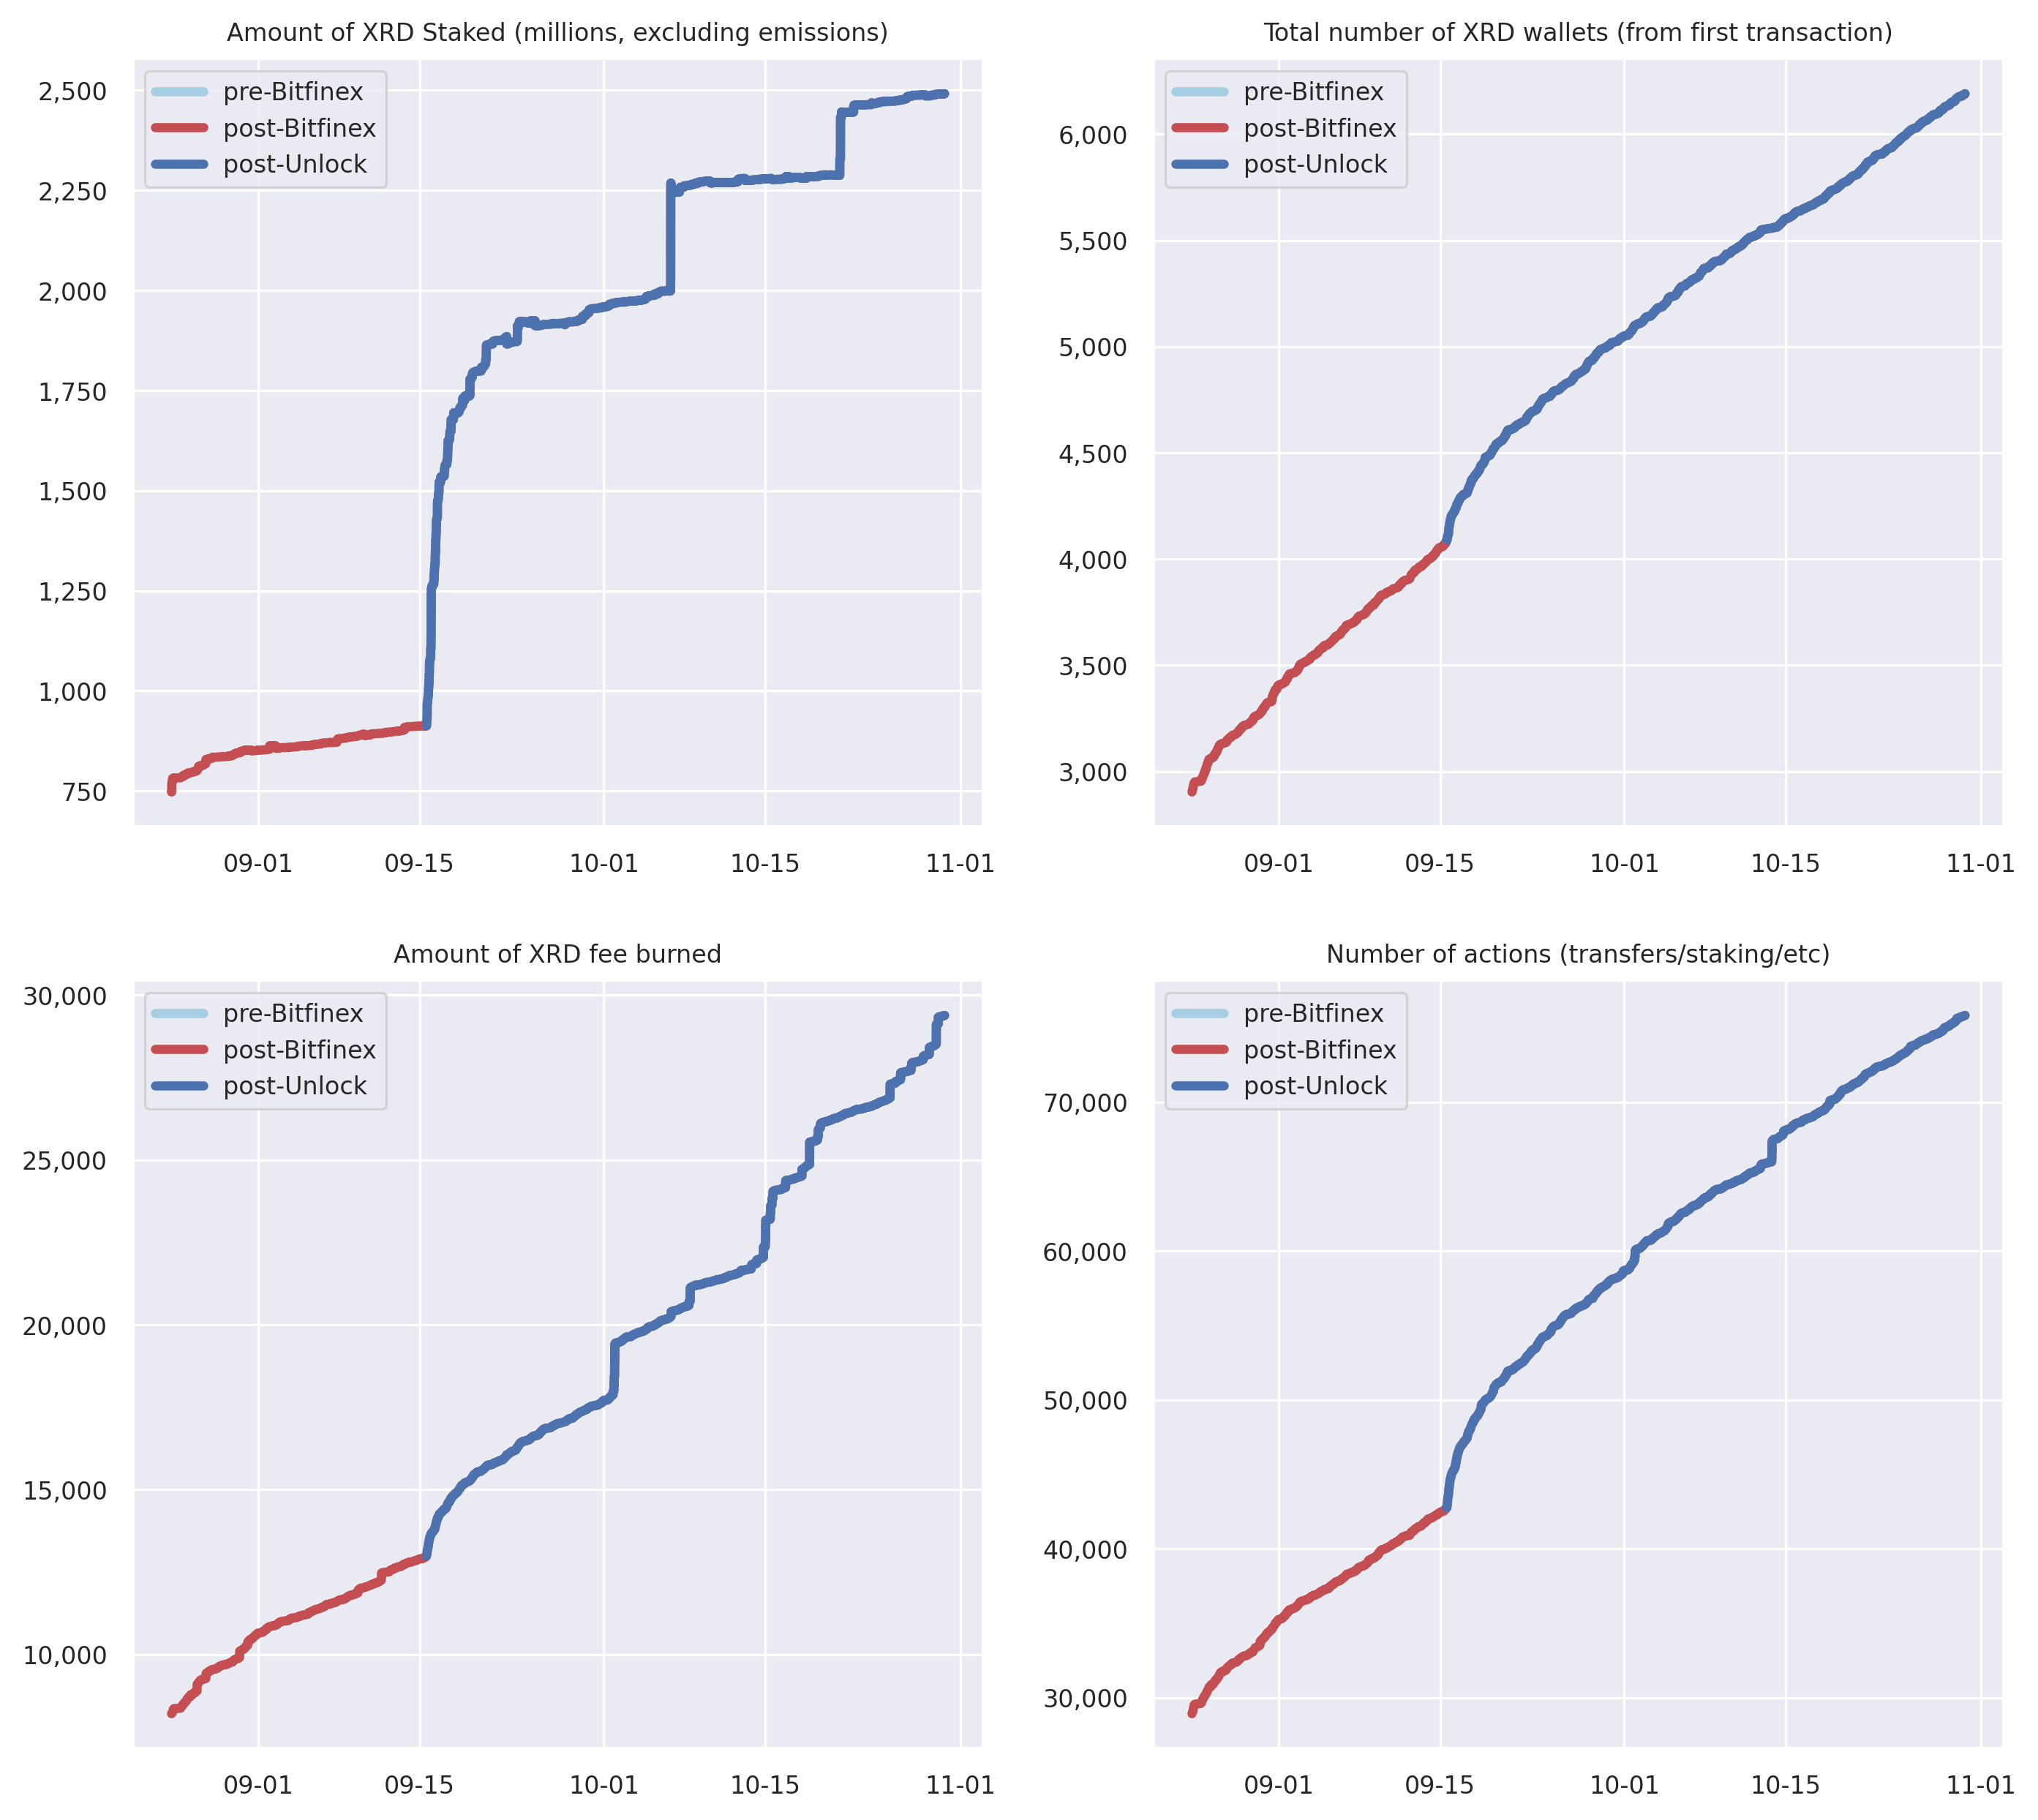 Amount of XRD Staked (millions, excluding emissions)
pre-Bitfinex
post-Bitfinex
post-Unlock
2,500
2,250
2,000
1,750
1,500
1,250
1,000
750
09-01 09-15 10-01 10-15 11-01
Total number of XRD wallets (from first transaction)
pre-Bitfinex
post-Bitfinex
post-Unlock
6,000
5,500
5,000
4,500
4,000
3,500
3,000
09-01 09-15 10-01 10-15 11-01
Amount of XRD fee burned
pre-Bitfinex
post-Bitfinex
post-Unlock
30,000
25,000
20,000
15,000
10,000
09-01 09-15 10-01 10-15 11-01
Number of actions (transfers/staking/etc)
pre-Bitfinex
post-Bitfinex
post-Unlock
70,000
60,000
50,000
40,000
30,000
09-01 09-15 10-01 10-15 11-01